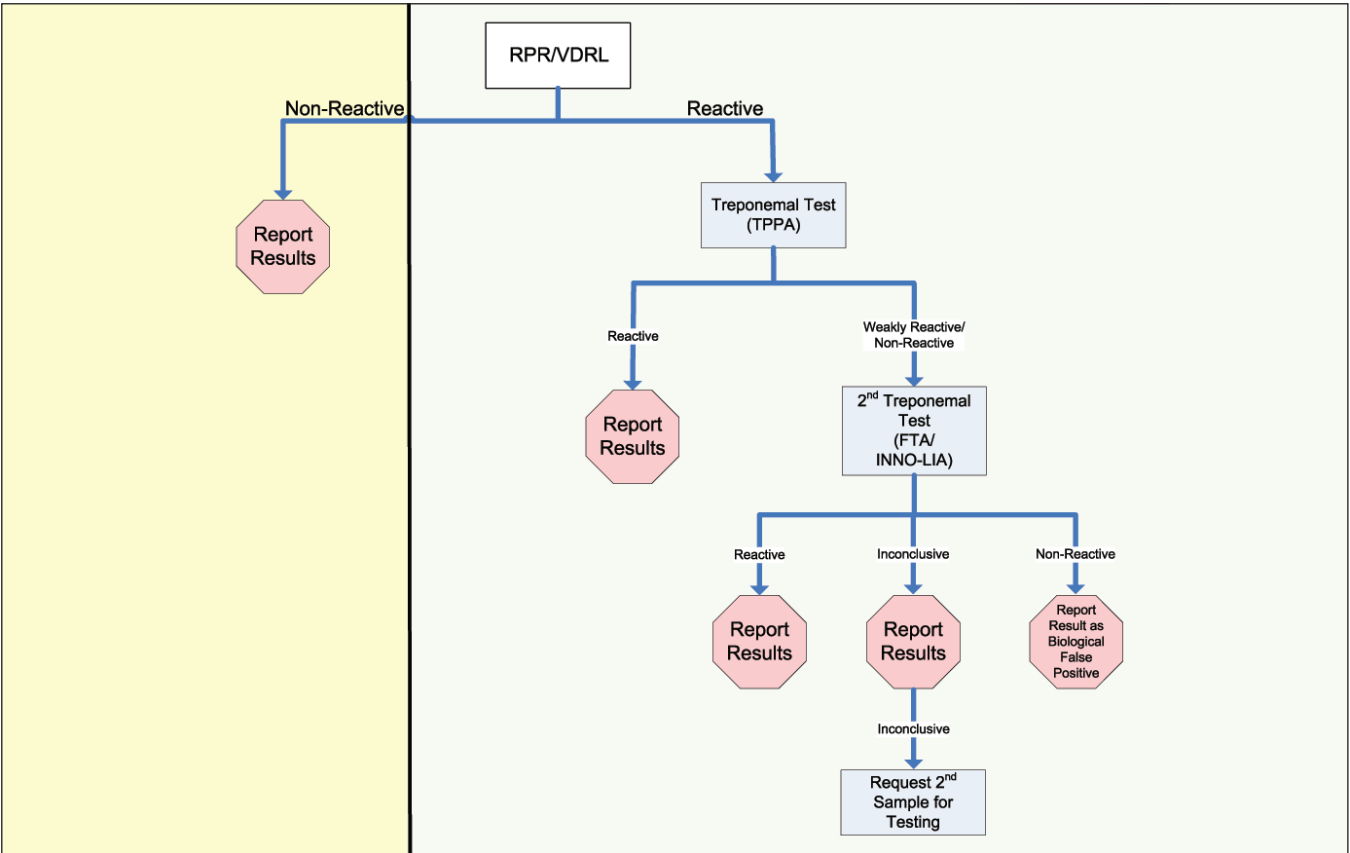 RPR/VDRL
Non-Reactive
Reactive
Treponemal Test
(TPPA)
Report
Results
Reactive
Weakly Reactive/
Non-Reactive
Report
Results
2nd Treponemal
Test
(FTA/
INNO-LIA)
Reactive
Inconclusive
Non-Reactive
Report
Results
Report
Results
Report
Result as
Biological
False
Positive
Inconclusive
Request 2nd
Sample for
Testing